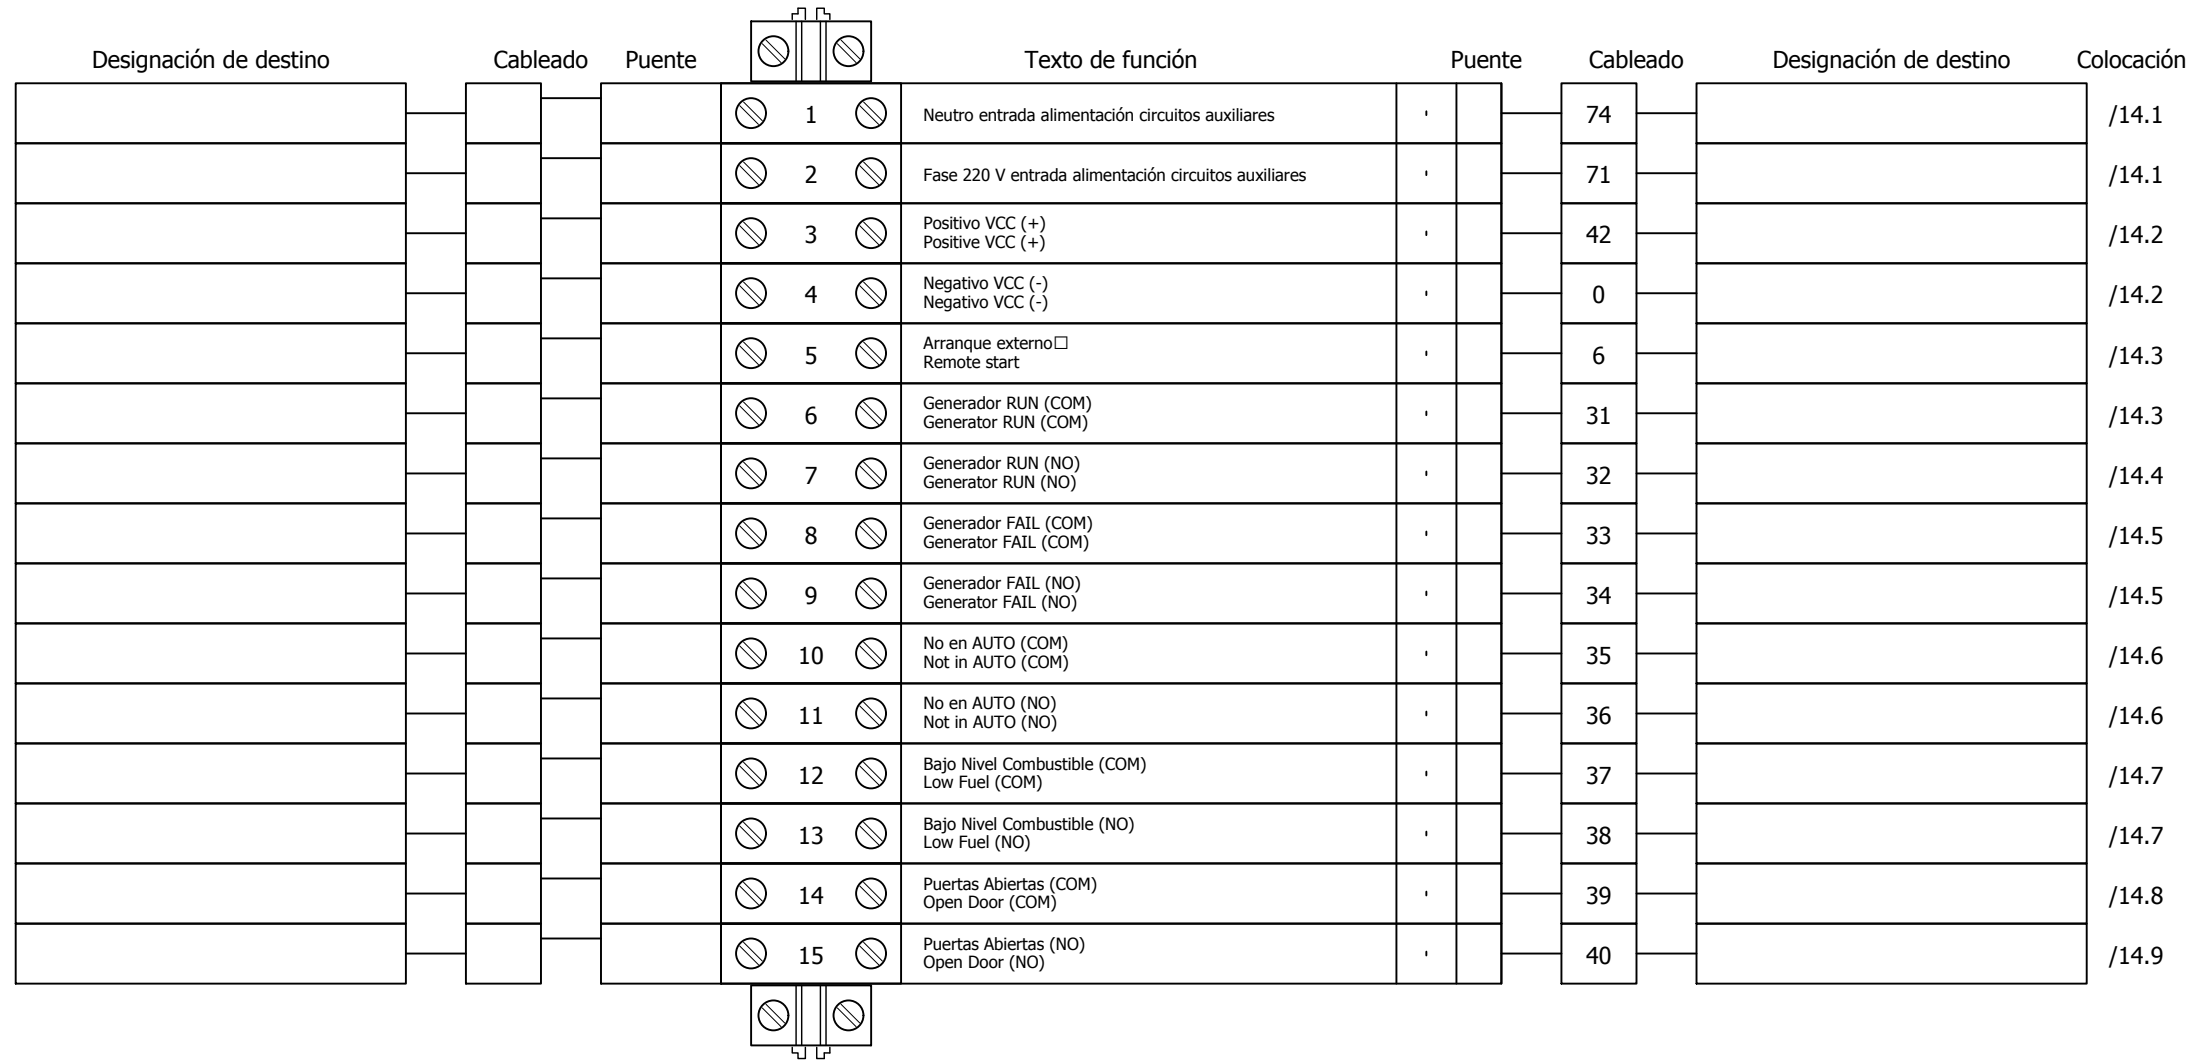 Designación de destino Cableado Puente Texto de función Puente Cableado Designación de destino Colocación
1 Neutro entrada alimentación circuitos auxiliares 74 /14.1
2 Fase 220 V entrada alimentación circuitos auxiliares 71 /14.1
3 Positivo VCC (+) 42 /14.2
Positive VCC (+)
4 Negativo VCC (-) 0 /14.2
Negativo VCC (-)
5 Arranque externo□ 6 /14.3
Remote start
6 Generador RUN (COM) 31 /14.3
Generator RUN (COM)
7 Generador RUN (NO) 32 /14.4
Generator RUN (NO)
8 Generador FAIL (COM) 33 /14.5
Generator FAIL (COM)
9 Generador FAIL (NO) 34 /14.5
Generator FAIL (NO)
10 No en AUTO (COM) 35 /14.6
Not in AUTO (COM)
11 No en AUTO (NO) 36 /14.6
Not in AUTO (NO)
12 Bajo Nivel Combustible (COM) 37 /14.7
Low Fuel (COM)
13 Bajo Nivel Combustible (NO) 38 /14.7
Low Fuel (NO)
14 Puertas Abiertas (COM) 39 /14.8
Open Door (COM)
15 Puertas Abiertas (NO) 40 /14.9
Open Door (NO)